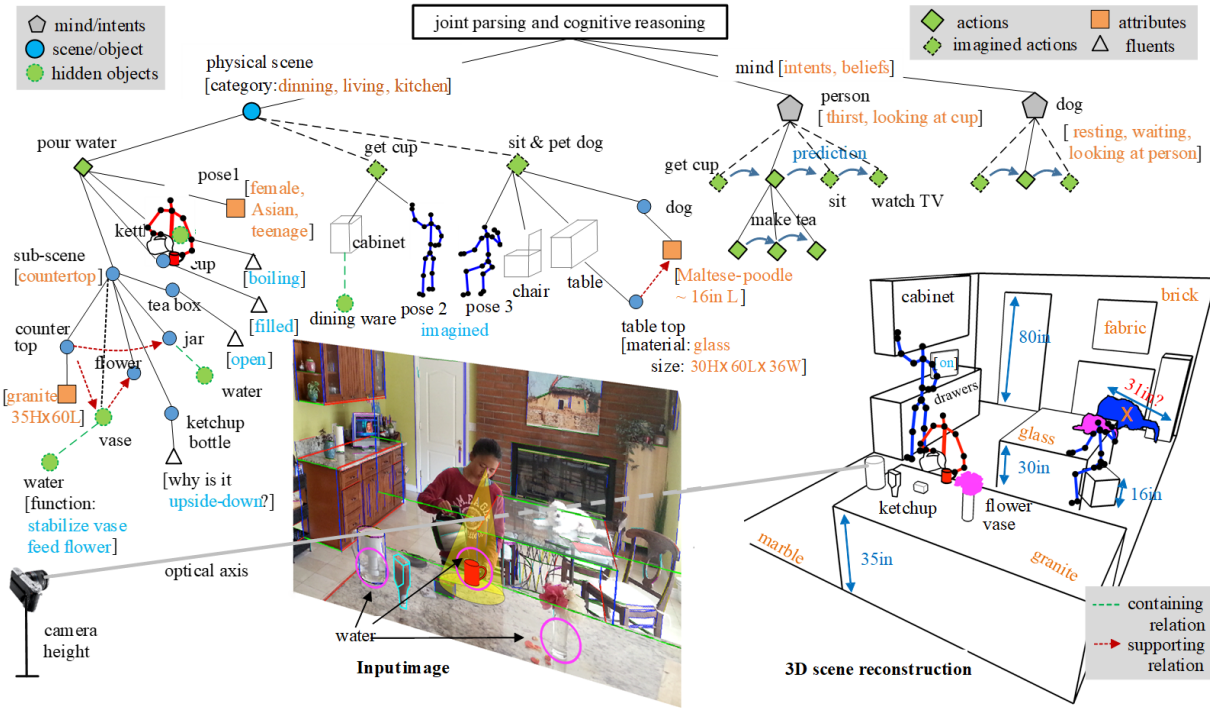 joint parsing and cognitive reasoning
mind/intents
scene/object
hidden objects
actions
imagined actions
attributes
fluents
physical scene
[category:dinning, living, kitchen]
mind [intents, beliefs]
person
[thirst, looking at cup]
dog
[resting, waiting,
looking at person]
pour water
get cup
sit & pet dog
get cup
prediction
sit
watch TV
make tea
pose1
[female,
Asian,
teenage]
kettl
cup
cabinet
dog
sub-scene
[countertop]
[boiling]
tea box
[filled]
dining ware
pose 2
pose 3
imagined
chair
table
[Maltese-poodle
~ 16in L]
table top
[material: glass
size: 30H x 60L x 36W]
counter
top
flower
jar
[open]
water
[granite
35Hx60L]
vase
ketchup
bottle
water
[function:
stabilize vase
feed flower]
[why is it
upside-down?]
optical axis
camera
height
water
Input image
cabinet
brick
80in
fabric
on
drawers
31in?
X
glass
30in
16in
ketchup
flower
vase
marble
35in
granite
3D scene reconstruction
containing
relation
supporting
relation